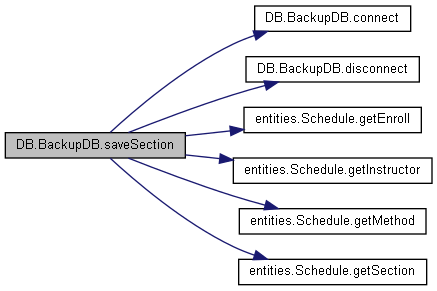 DB.BackupDB.connect
DB.BackupDB.disconnect
entities.Schedule.getEnroll
DB.BackupDB.saveSection
entities.Schedule.getInstructor
entities.Schedule.getMethod
entities.Schedule.getSection